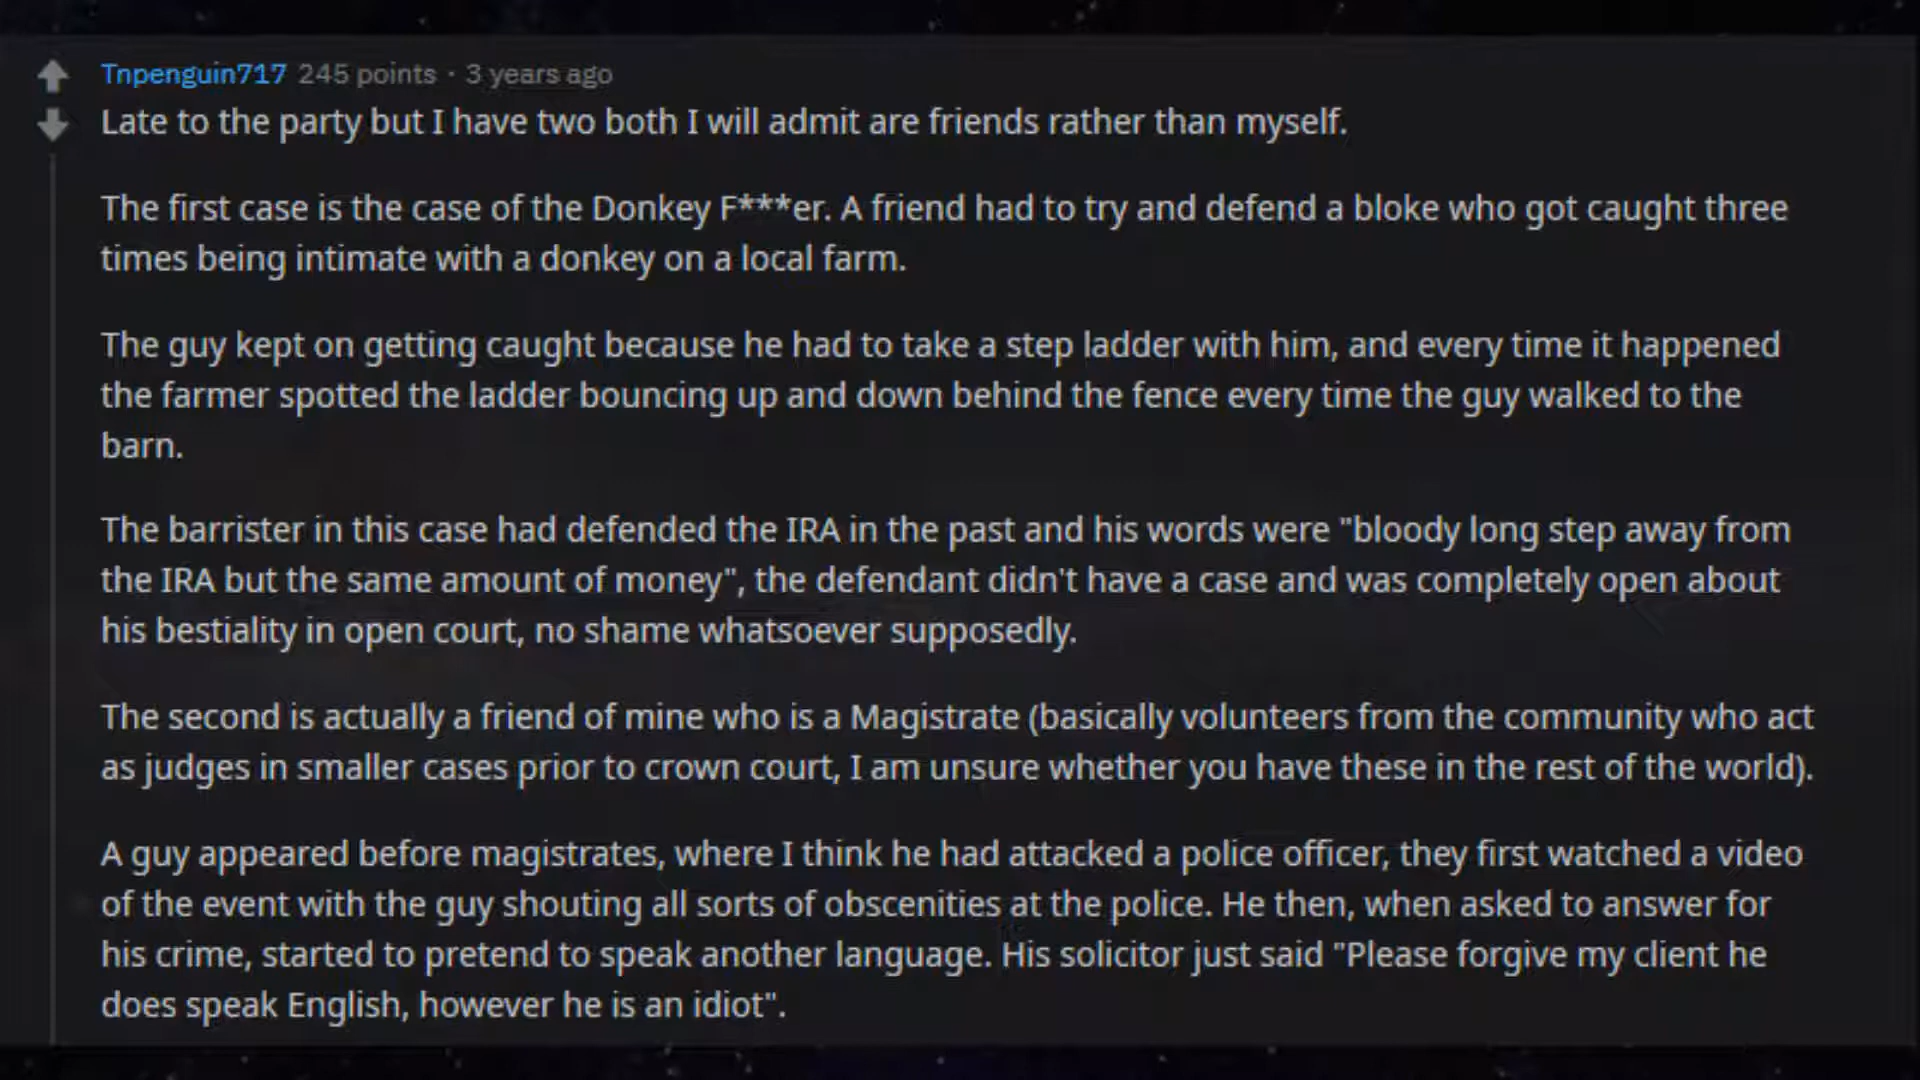 Tnpenguin717 245 points · 3 years ago
Late to the party but I have two both I will admit are friends rather than myself.
The first case is the case of the Donkey F***er. A friend had to try and defend a bloke who got caught three
times being intimate with a donkey on a local farm.
The guy kept on getting caught because he had to take a step ladder with him, and every time it happened
the farmer spotted the ladder bouncing up and down behind the fence every time the guy walked to the
barn.
The barrister in this case had defended the IRA in the past and his words were "bloody long step away from
the IRA but the same amount of money", the defendant didn't have a case and was completely open about
his bestiality in open court, no shame whatsoever supposedly.
The second is actually a friend of mine who is a Magistrate (basically volunteers from the community who act
as judges in smaller cases prior to crown court, I am unsure whether you have these in the rest of the world).
A guy appeared before magistrates, where I think he had attacked a police officer, they first watched a video
of the event with the guy shouting all sorts of obscenities at the police. He then, when asked to answer for
his crime, started to pretend to speak another language. His solicitor just said "Please forgive my client he
does speak English, however he is an idiot".